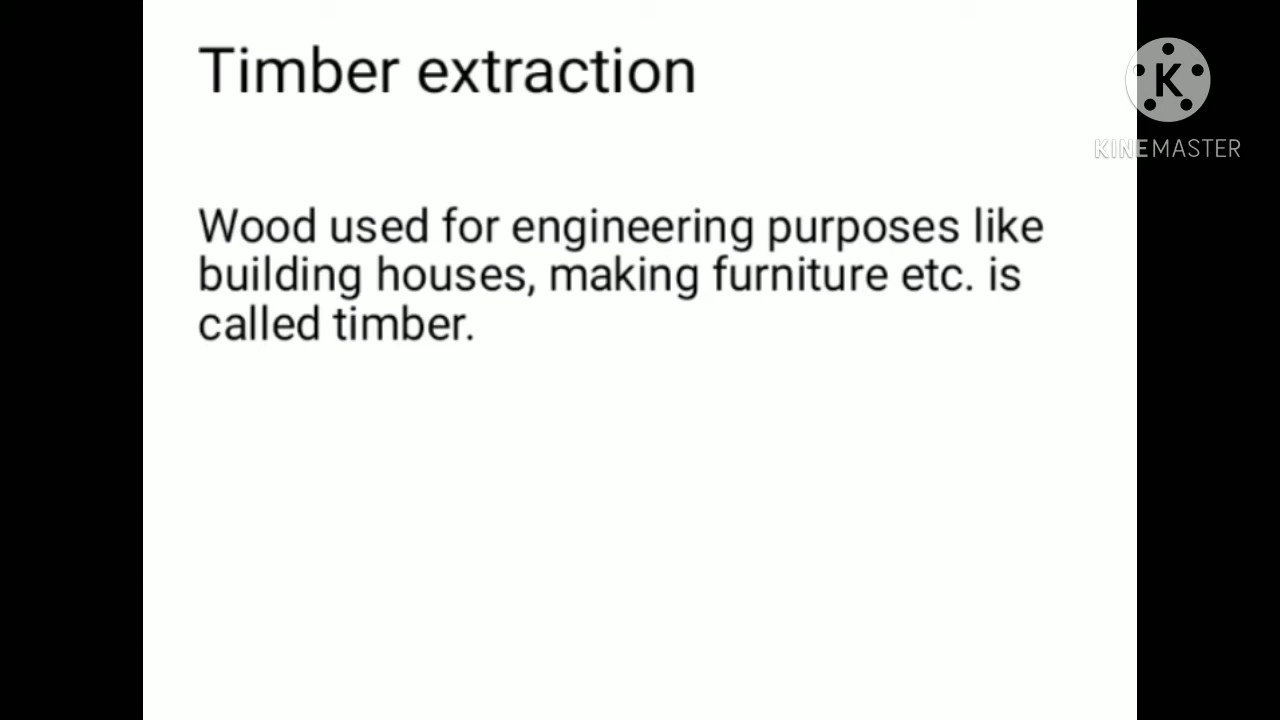 Timber extraction
K
KINEMASTER
Wood used for engineering purposes like
building houses, making furniture etc. is
called timber.